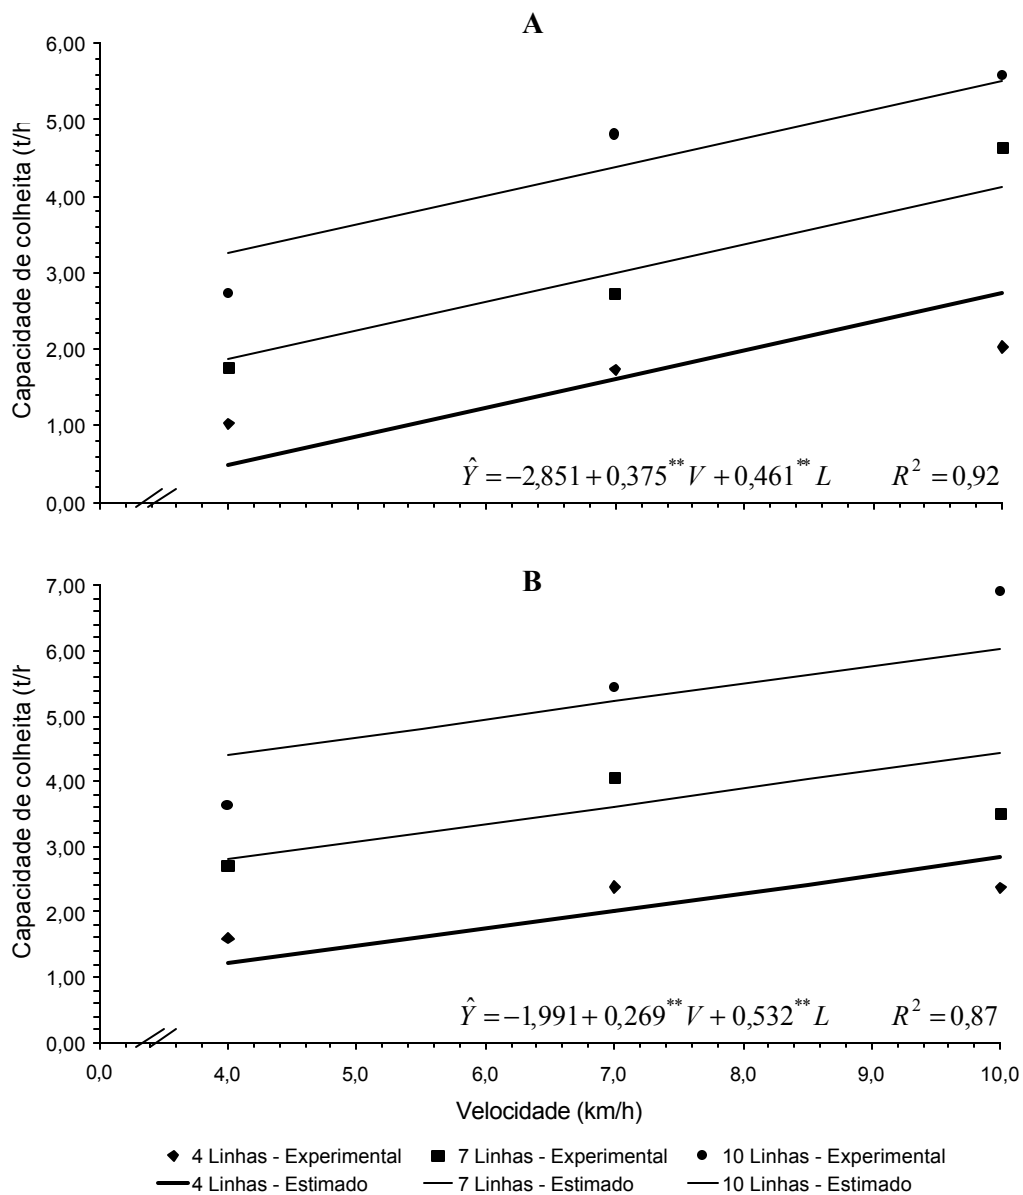 A
6,00
5,00
4,00
3,00
2,00
1,00
0,00
Capacidade de colheita (t/h
Ŷ = −2,851 + 0,375** V + 0,461** L R² = 0,92
B
7,00
6,00
5,00
4,00
3,00
2,00
1,00
0,00
Capacidade de colheita (t/h
Ŷ = −1,991 + 0,269** V + 0,532** L R² = 0,87
0,0 4,0 5,0 6,0 7,0 8,0 9,0 10,0
Velocidade (km/h)
4 Linhas - Experimental 7 Linhas - Experimental 10 Linhas - Experimental
4 Linhas - Estimado 7 Linhas - Estimado 10 Linhas - Estimado